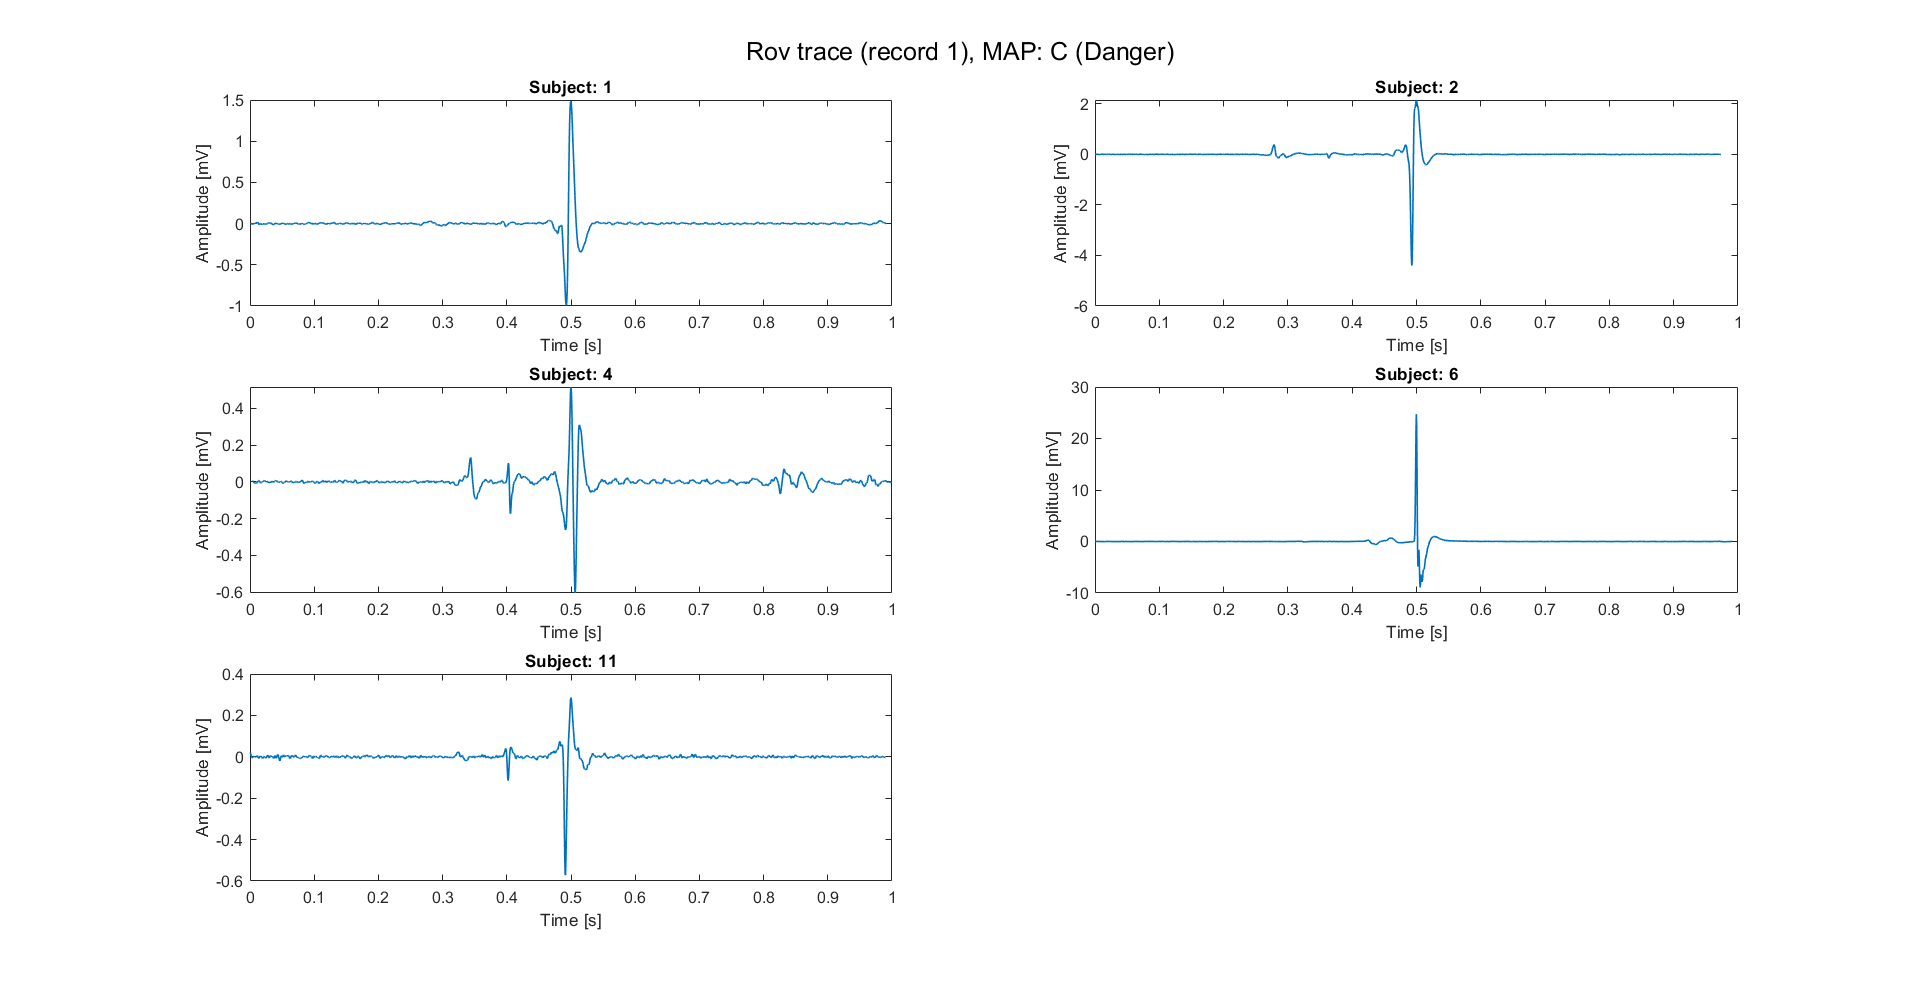 Rov trace (record 1), MAP: C (Danger)
Subject: 1
1.5
1
0.5
0
-0.5
-1
Amplitude [mV]
0 0.1 0.2 0.3 0.4 0.5 0.6 0.7 0.8 0.9 1
Time [s]
Subject: 2
2
0
-2
-4
-6
Amplitude [mV]
0 0.1 0.2 0.3 0.4 0.5 0.6 0.7 0.8 0.9 1
Time [s]
Subject: 4
0.4
0.2
0
-0.2
-0.4
-0.6
Amplitude [mV]
0 0.1 0.2 0.3 0.4 0.5 0.6 0.7 0.8 0.9 1
Time [s]
Subject: 6
30
20
10
0
-10
Amplitude [mV]
0 0.1 0.2 0.3 0.4 0.5 0.6 0.7 0.8 0.9 1
Time [s]
Subject: 11
0.4
0.2
0
-0.2
-0.4
-0.6
Amplitude [mV]
0 0.1 0.2 0.3 0.4 0.5 0.6 0.7 0.8 0.9 1
Time [s]